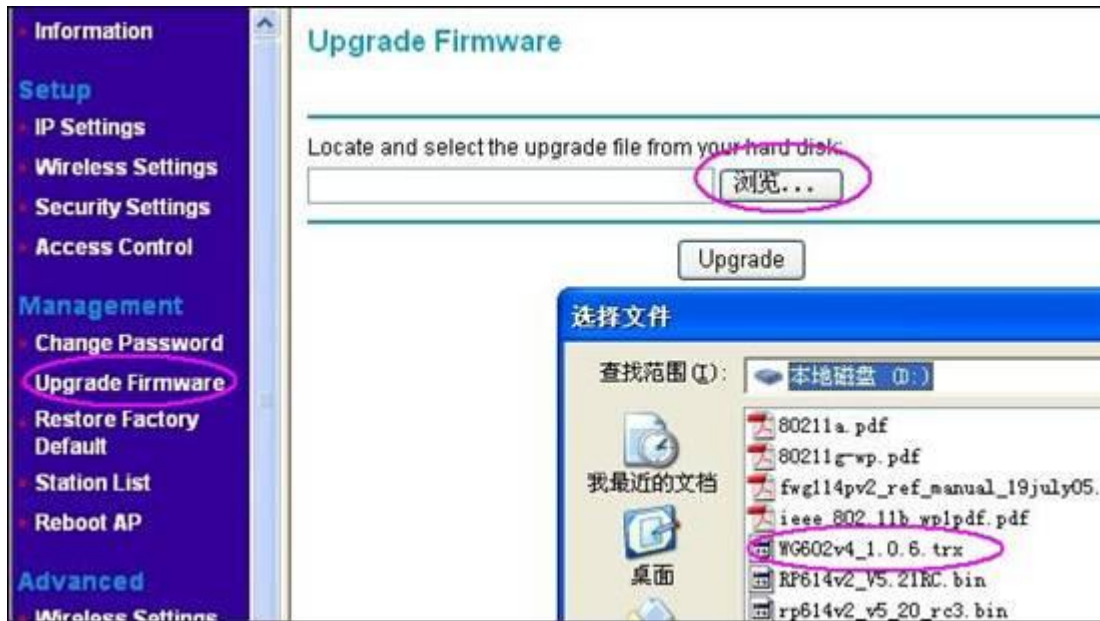 Information
Setup
IP Settings
Wireless Settings
Security Settings
Access Control
Management
Change Password
Upgrade Firmware
Restore Factory
Default
Station List
Reboot AP
Advanced
Wireless Settings
Upgrade Firmware
Locate and select the upgrade file from your hard disk:
浏览...
Upgrade
选择文件
查找范围(I):
本地磁盘 (D:)
我最近的文档
桌面
80211a.pdf
80211g-wp.pdf
fwg114pv2_ref_manual_19july05.
ieee_802_11b_wp1pdf.pdf
WG602v4_1.0.6.trx
RP614v2_V5.21RC.bin
rp614v2_v5_20_rc3.bin